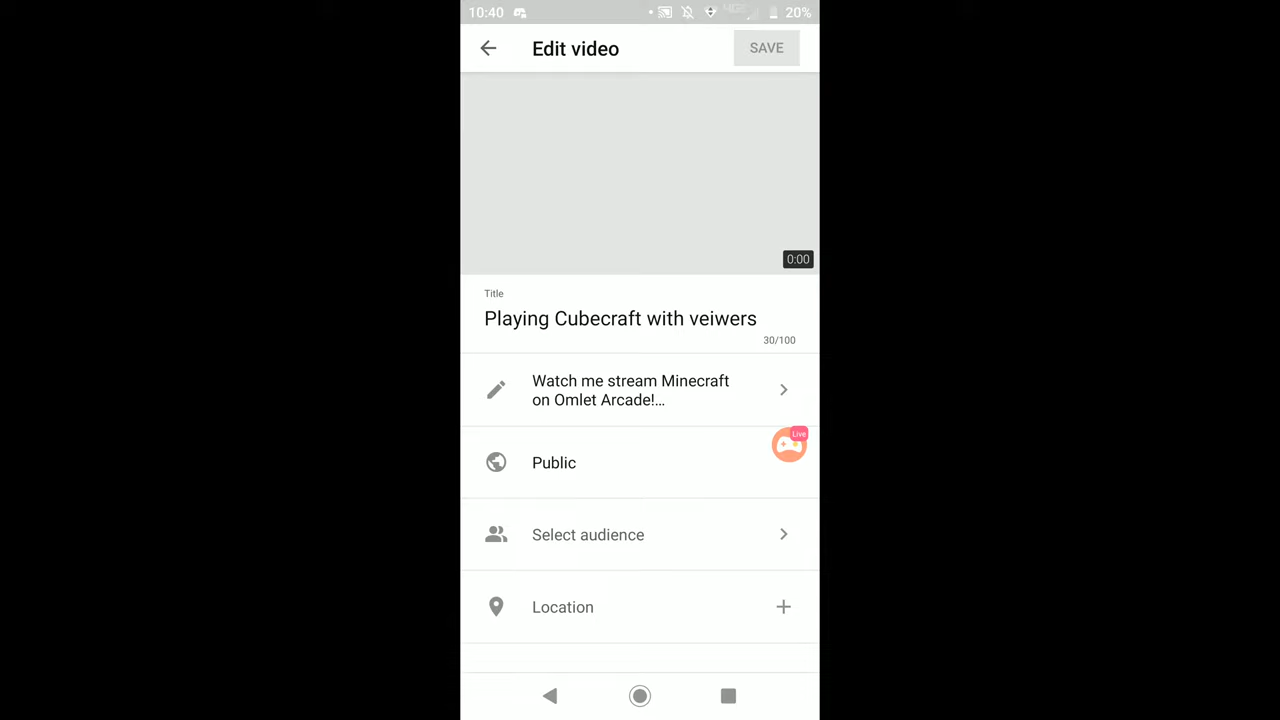 10:40 20%
Edit video SAVE
0:00
Title
Playing Cubecraft with veiwers
30/100
Watch me stream Minecraft
on Omlet Arcade!...
Live
Public
Select audience
Location